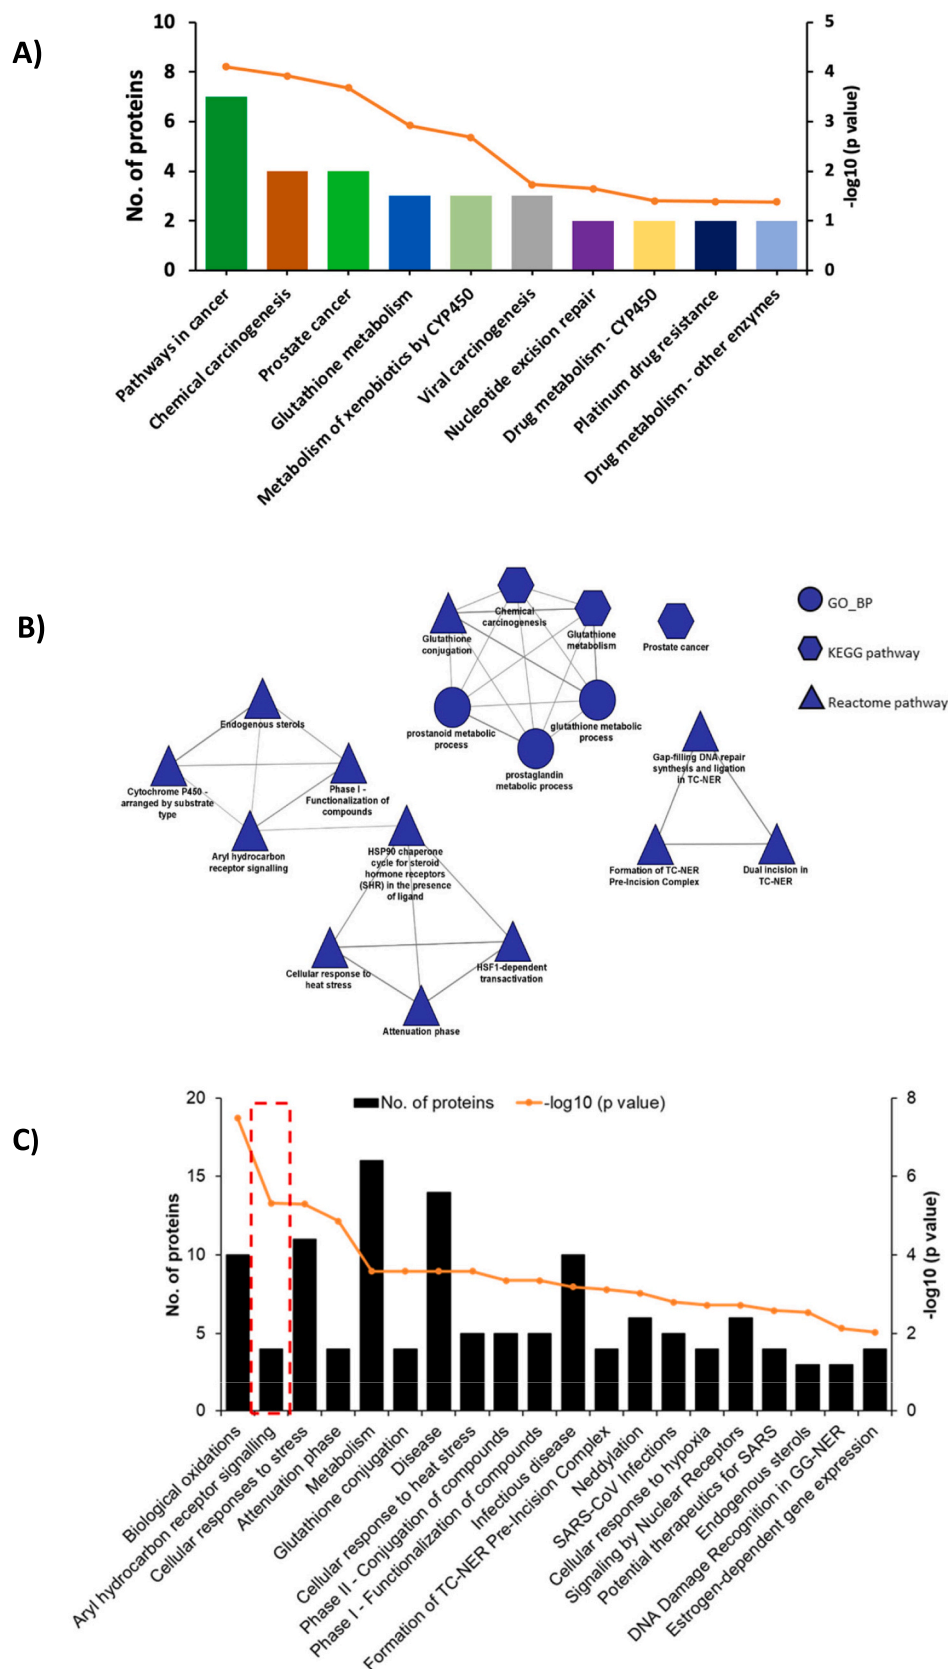 A)
10
8
6
4
2
0
No. of proteins
5
4
3
2
1
0
-log10 (p value)
Pathways in cancer
Chemical carcinogenesis
Prostate cancer
Glutathione metabolism
Metabolism of xenobiotics by CYP450
Viral carcinogenesis
Nucleotide excision repair
Drug metabolism - CYP450
Platinum drug resistance
Drug metabolism - other enzymes
B)
Chemical
carcinogenesis
Glutathione
conjugation
Glutathione
metabolism
prostanoid metabolic
process
glutathione metabolic
process
prostaglandin
metabolic process
Prostate cancer
GO_BP
KEGG pathway
Reactome pathway
Endogenous sterols
Cytochrome P450 -
arranged by substrate
type
Phase I -
Functionalization of
compounds
Aryl hydrocarbon
receptor signalling
HSP90 chaperone
cycle for steroid
hormone receptors
(SHR) in the presence
of ligand
Cellular response to
heat stress
HSF1-dependent
transactivation
Attenuation phase
Gap-filling DNA repair
synthesis and ligation
in TC-NER
Formation of TC-NER
Pre-Incision Complex
Dual incision in
TC-NER
C)
No. of proteins
-log10 (p value)
20
15
10
5
0
No. of proteins
8
6
4
2
0
-log10 (p value)
Biological oxidations
Aryl hydrocarbon receptor signalling
Cellular responses to stress
Attenuation phase
Metabolism
Glutathione conjugation
Disease
Cellular response to heat stress
Phase II - Conjugation of compounds
Phase I - Functionalization of compounds
Infectious disease
Formation of TC-NER Pre-Incision Complex
Neddylation
SARS-CoV Infections
Cellular response to hypoxia
Signaling by Nuclear Receptors
Potential therapeutics for SARS
Endogenous sterols
DNA Damage Recognition in GG-NER
Estrogen-dependent gene expression